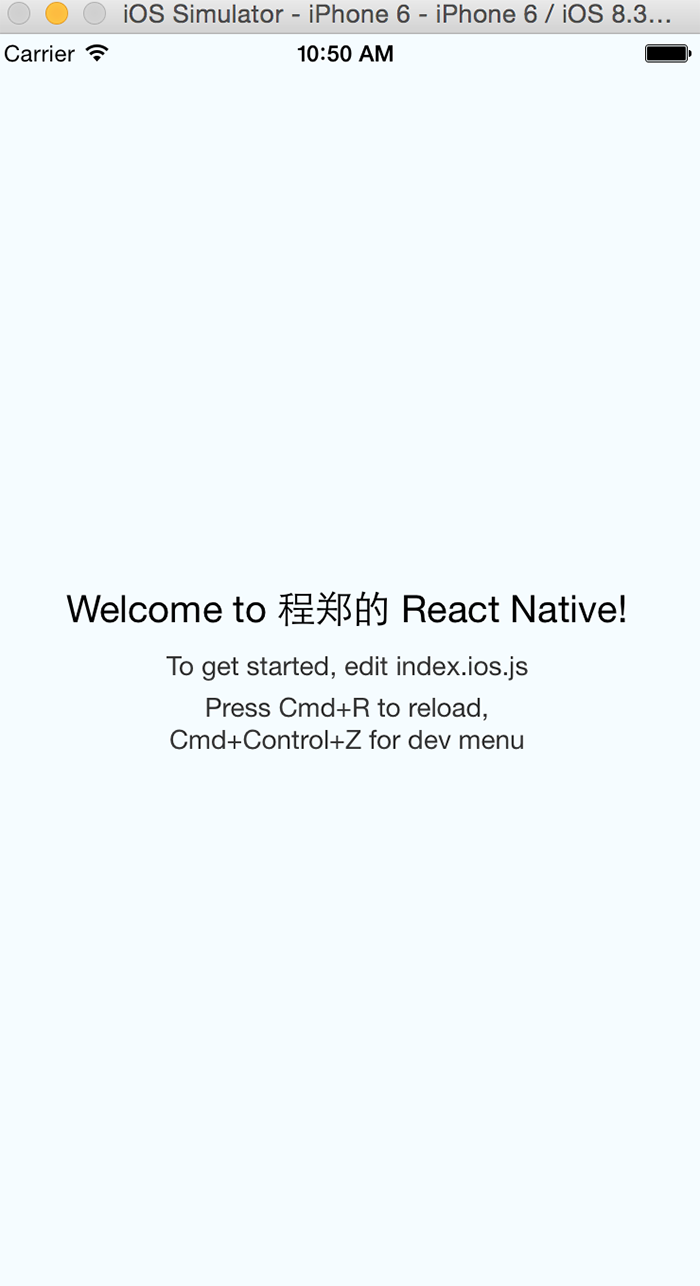 iOS Simulator - iPhone 6 - iPhone 6 / iOS 8.3...
Carrier 10:50 AM
Welcome to 程郑的 React Native!
To get started, edit index.ios.js
Press Cmd+R to reload,
Cmd+Control+Z for dev menu